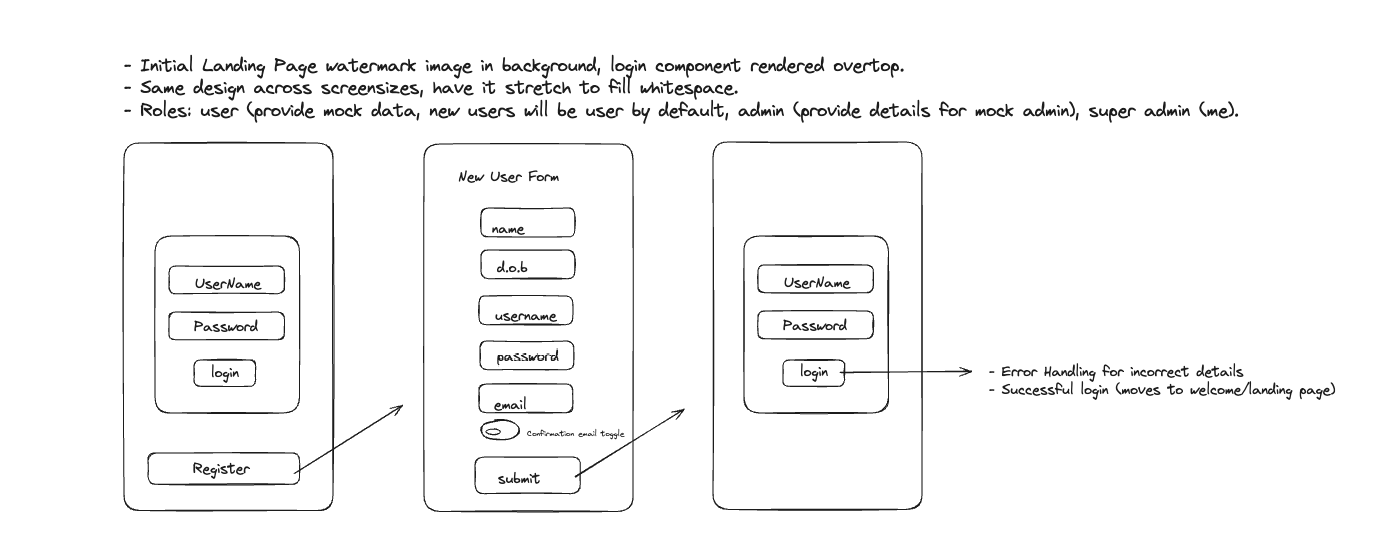 - Initial Landing Page watermark image in background, login component rendered overtop.
- Same design across screensizes, have it stretch to fill whitespace.
- Roles: user (provide mock data, new users will be user by default, admin (provide details for mock admin), super admin (me).
UserName
Password
login
Register
New User Form
name
d.o.b
username
password
email
Confirmation email toggle
submit
UserName
Password
login
- Error Handling for incorrect details
- Successful login (moves to welcome/landing page)